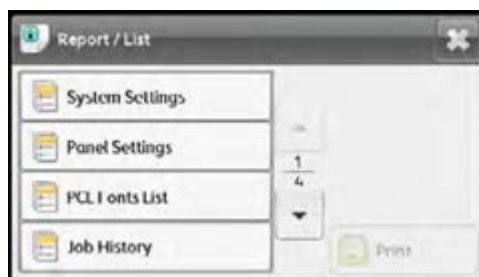 Report / List
System Settings
Panel Settings
1
4
PCL Fonts List
Job History
Print